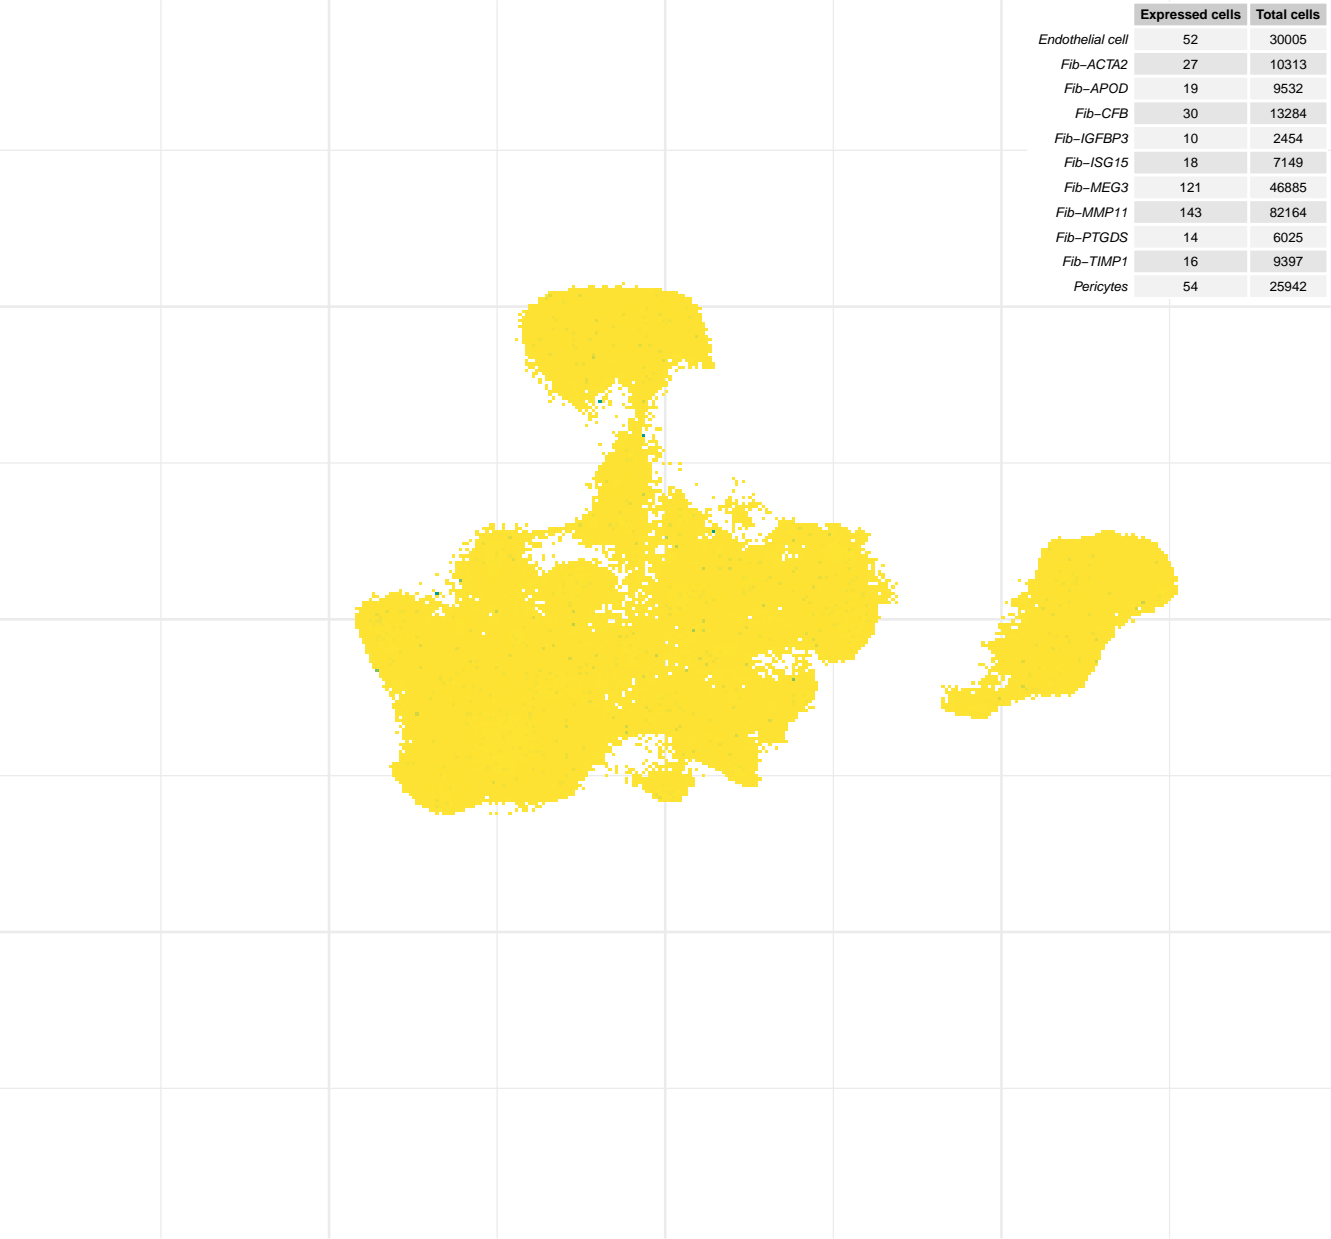 Expressed cells Total cells
Endothelial cell 52 30005
Fib−ACTA2 27 10313
Fib−APOD 19 9532
Fib−CFB 30 13284
Fib−IGFBP3 10 2454
Fib−ISG15 18 7149
Fib−MEG3 121 46885
Fib−MMP11 143 82164
Fib−PTGDS 14 6025
Fib−TIMP1 16 9397
Pericytes 54 25942